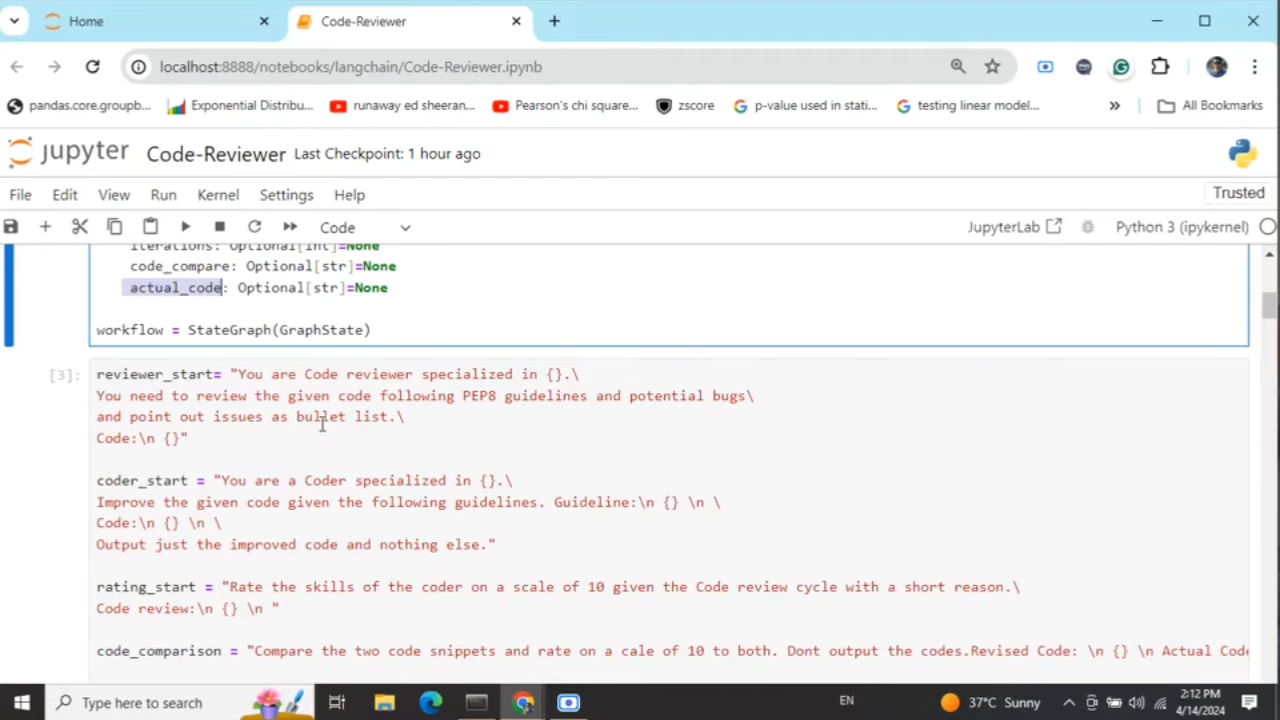 Home
Code-Reviewer
localhost:8888/notebooks/langchain/Code-Reviewer.ipynb
pandas.core.groupb...
Exponential Distribu...
runaway ed sheeran...
Pearson's chi square...
zscore
p-value used in stati...
testing linear model...
All Bookmarks
jupyter
Code-Reviewer
Last Checkpoint: 1 hour ago
File Edit View Run Kernel Settings Help
Trusted
Code
JupyterLab
Python 3 (ipykernel)
iterations: Optional[int]=None
code_compare: Optional[str]=None
actual_code: Optional[str]=None
workflow = StateGraph(GraphState)
[3]:
reviewer_start= "You are Code reviewer specialized in {}.\
You need to review the given code following PEP8 guidelines and potential bugs\
and point out issues as bullet list.\
Code:\n {}"
coder_start = "You are a Coder specialized in {}.\
Improve the given code given the following guidelines. Guideline:\n {} \n \
Code:\n {} \n \
Output just the improved code and nothing else."
rating_start = "Rate the skills of the coder on a scale of 10 given the Code review cycle with a short reason.\
Code review:\n {} \n "
code_comparison = "Compare the two code snippets and rate on a cale of 10 to both. Dont output the codes.Revised Code: \n {} \n Actual Code
Type here to search
EN
37°C Sunny
2:12 PM
4/14/2024